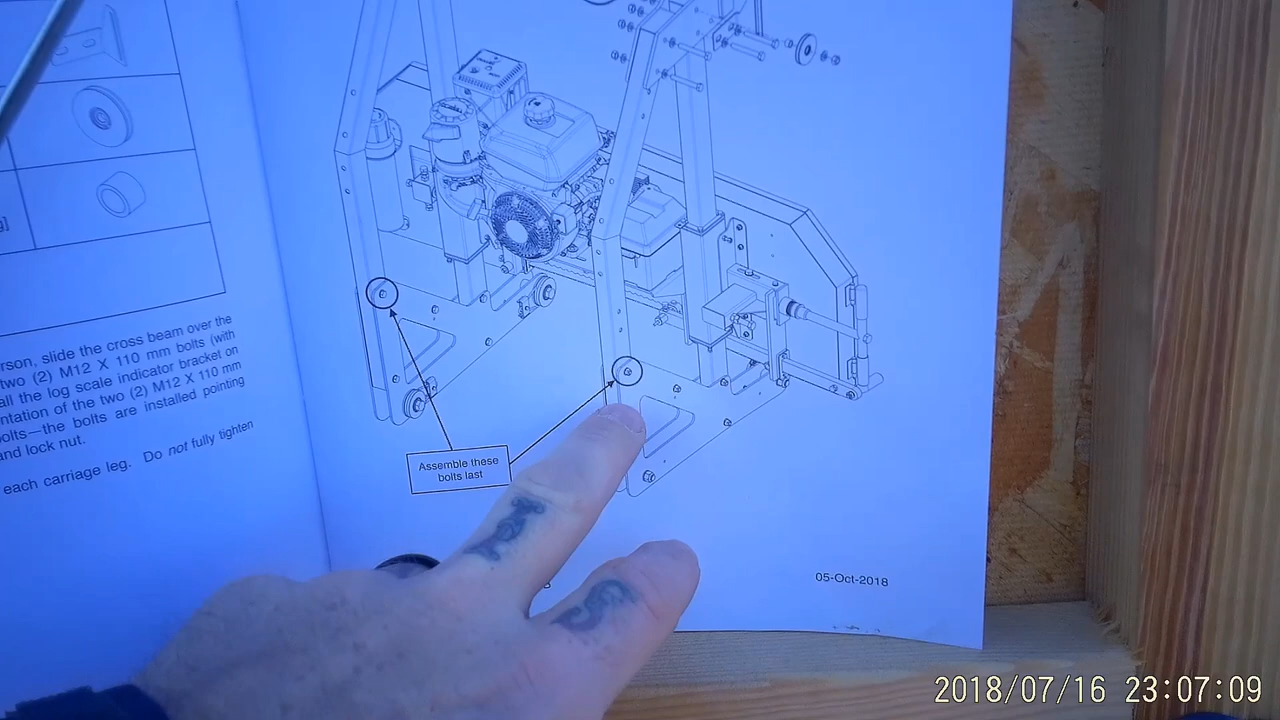 erson, slide the cross beam over the
two (2) M12 X 110 mm bolts (with
all the log scale indicator bracket on
ntation of the two (2) M12 X 110 mm
olts—the bolts are installed pointing
and lock nut.
each carriage leg. Do not fully tighten
Assemble these
bolts last
05-Oct-2018
2018/07/16 23:07:09